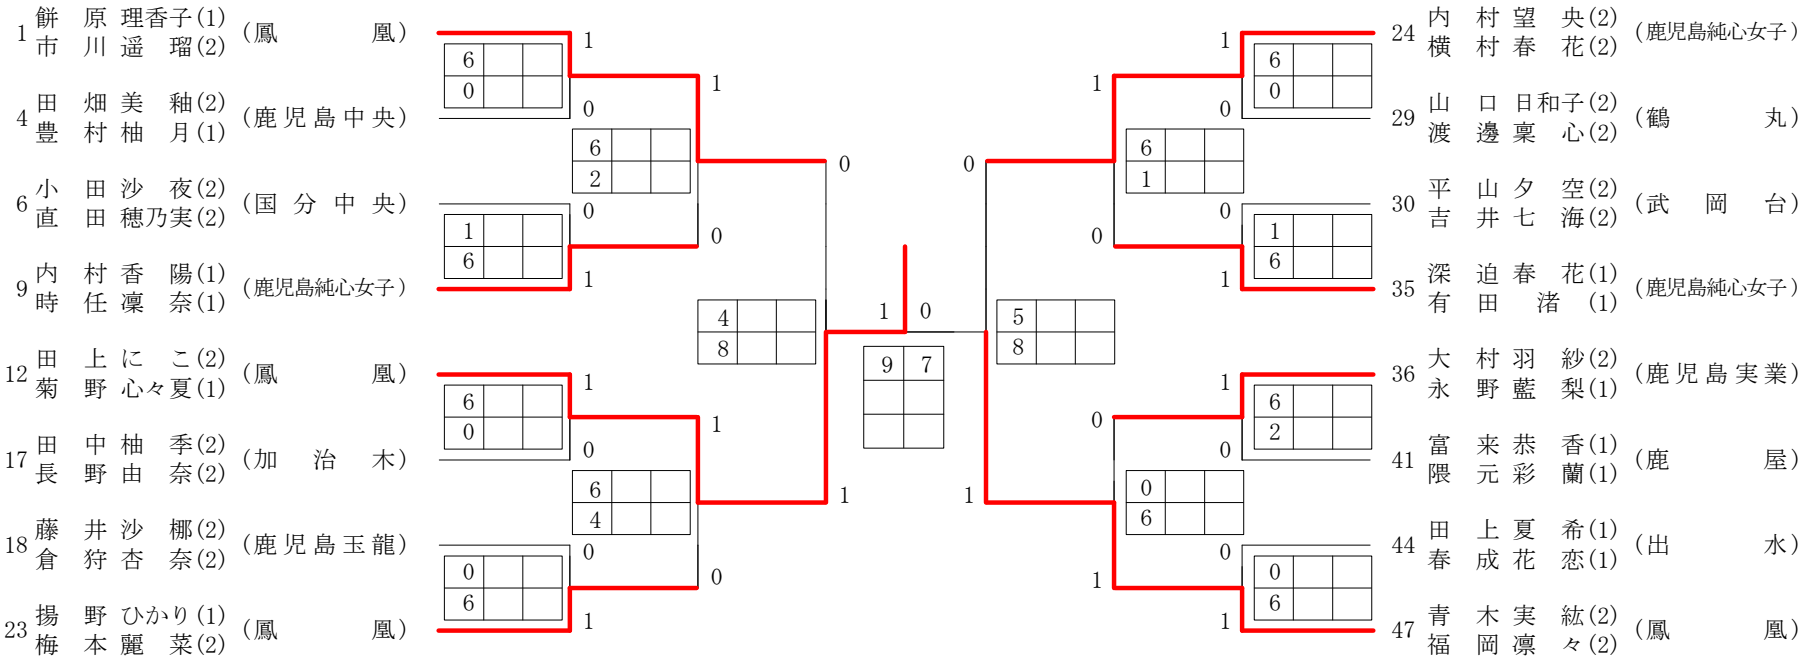 1 餅原理香子(1) (鳳凰)
市川遥瑠(2)
4 田畑美釉(2) (鹿児島中央)
豊村柚月(1)
6 小田沙夜(2) (国分中央)
直田穂乃実(2)
9 内村香陽(1) (鹿児島純心女子)
時任凜奈(1)
12 田上にこ(2) (鳳凰)
菊野心々夏(1)
17 田中柚季(2) (加治木)
長野由奈(2)
18 藤井沙梛(2) (鹿児島玉龍)
倉狩杏奈(2)
23 揚野ひかり(1) (鳳凰)
梅本麗菜(2)
1
6
0
0
0
1
6
1
1
6
0
0
0
0
6
1
1
6
2
0
1
6
4
0
0
4
8
1
1 0
9 7
0
5
8
1
1
6
1
0
0
0
6
1
1
6
0
0
0
1
6
1
1
6
2
0
0
0
6
1
24 内村望央(2) (鹿児島純心女子)
横村春花(2)
29 山口日和子(2) (鶴丸)
渡邊稟心(2)
30 平山夕空(2) (武岡台)
吉井七海(2)
35 深迫春花(1) (鹿児島純心女子)
有田渚(1)
36 大村羽紗(2) (鹿児島実業)
永野藍梨(1)
41 富来恭香(1) (鹿屋)
隈元彩蘭(1)
44 田上夏希(1) (出水)
春成花恋(1)
47 青木実紘(2) (鳳凰)
福岡凛々(2)